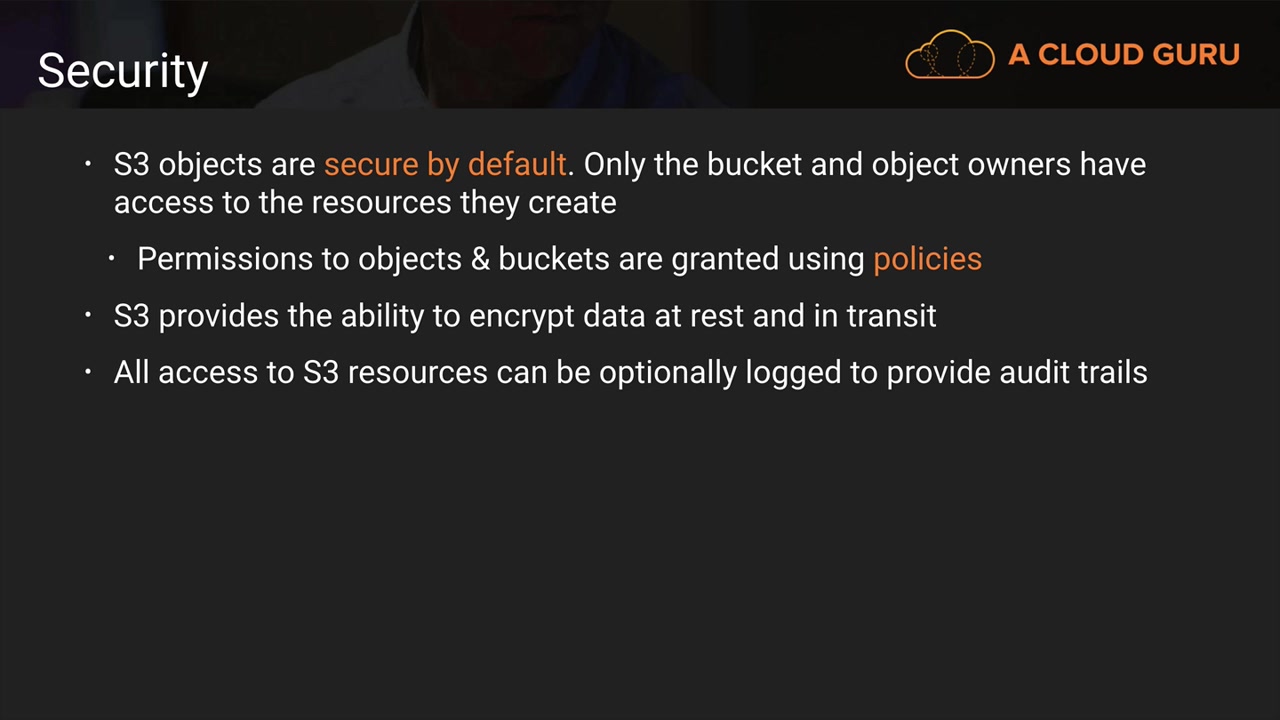 Security
A CLOUD GURU
· S3 objects are secure by default. Only the bucket and object owners have
access to the resources they create
· Permissions to objects & buckets are granted using policies
· S3 provides the ability to encrypt data at rest and in transit
· All access to S3 resources can be optionally logged to provide audit trails